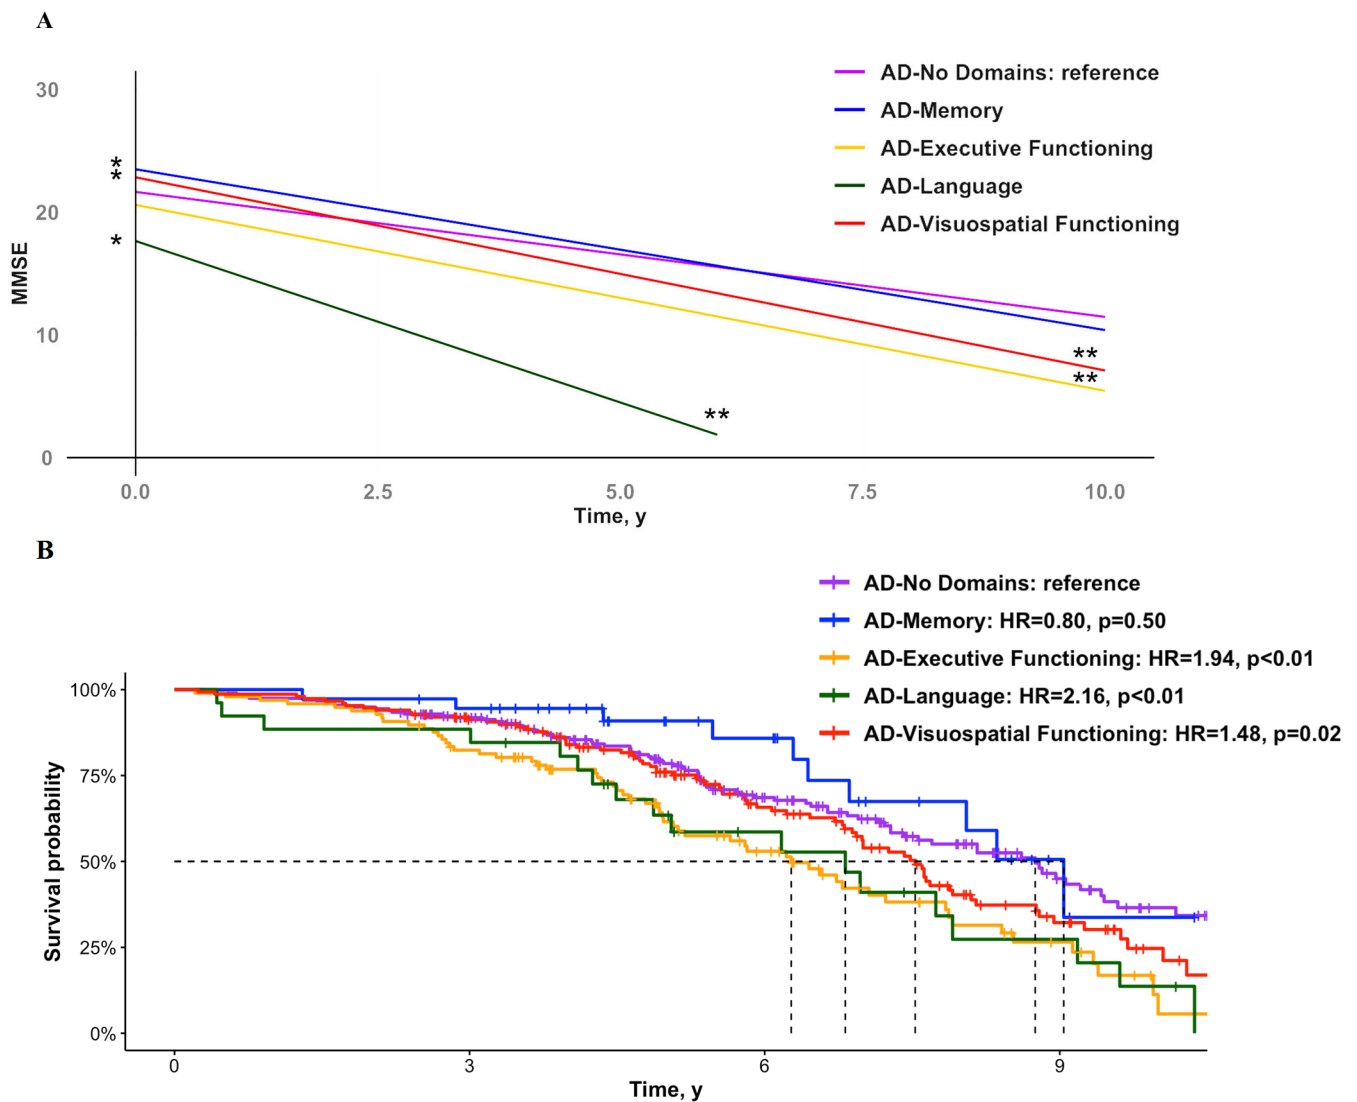 A
AD-No Domains: reference
AD-Memory
AD-Executive Functioning
AD-Language
AD-Visuospatial Functioning
30
20
10
0
MMSE
*
*
*
**
**
**
0.0 2.5 5.0 7.5 10.0
Time, y
B
AD-No Domains: reference
AD-Memory: HR=0.80, p=0.50
AD-Executive Functioning: HR=1.94, p<0.01
AD-Language: HR=2.16, p<0.01
AD-Visuospatial Functioning: HR=1.48, p=0.02
100%
75%
50%
25%
0%
Survival probability
0 3 6 9
Time, y